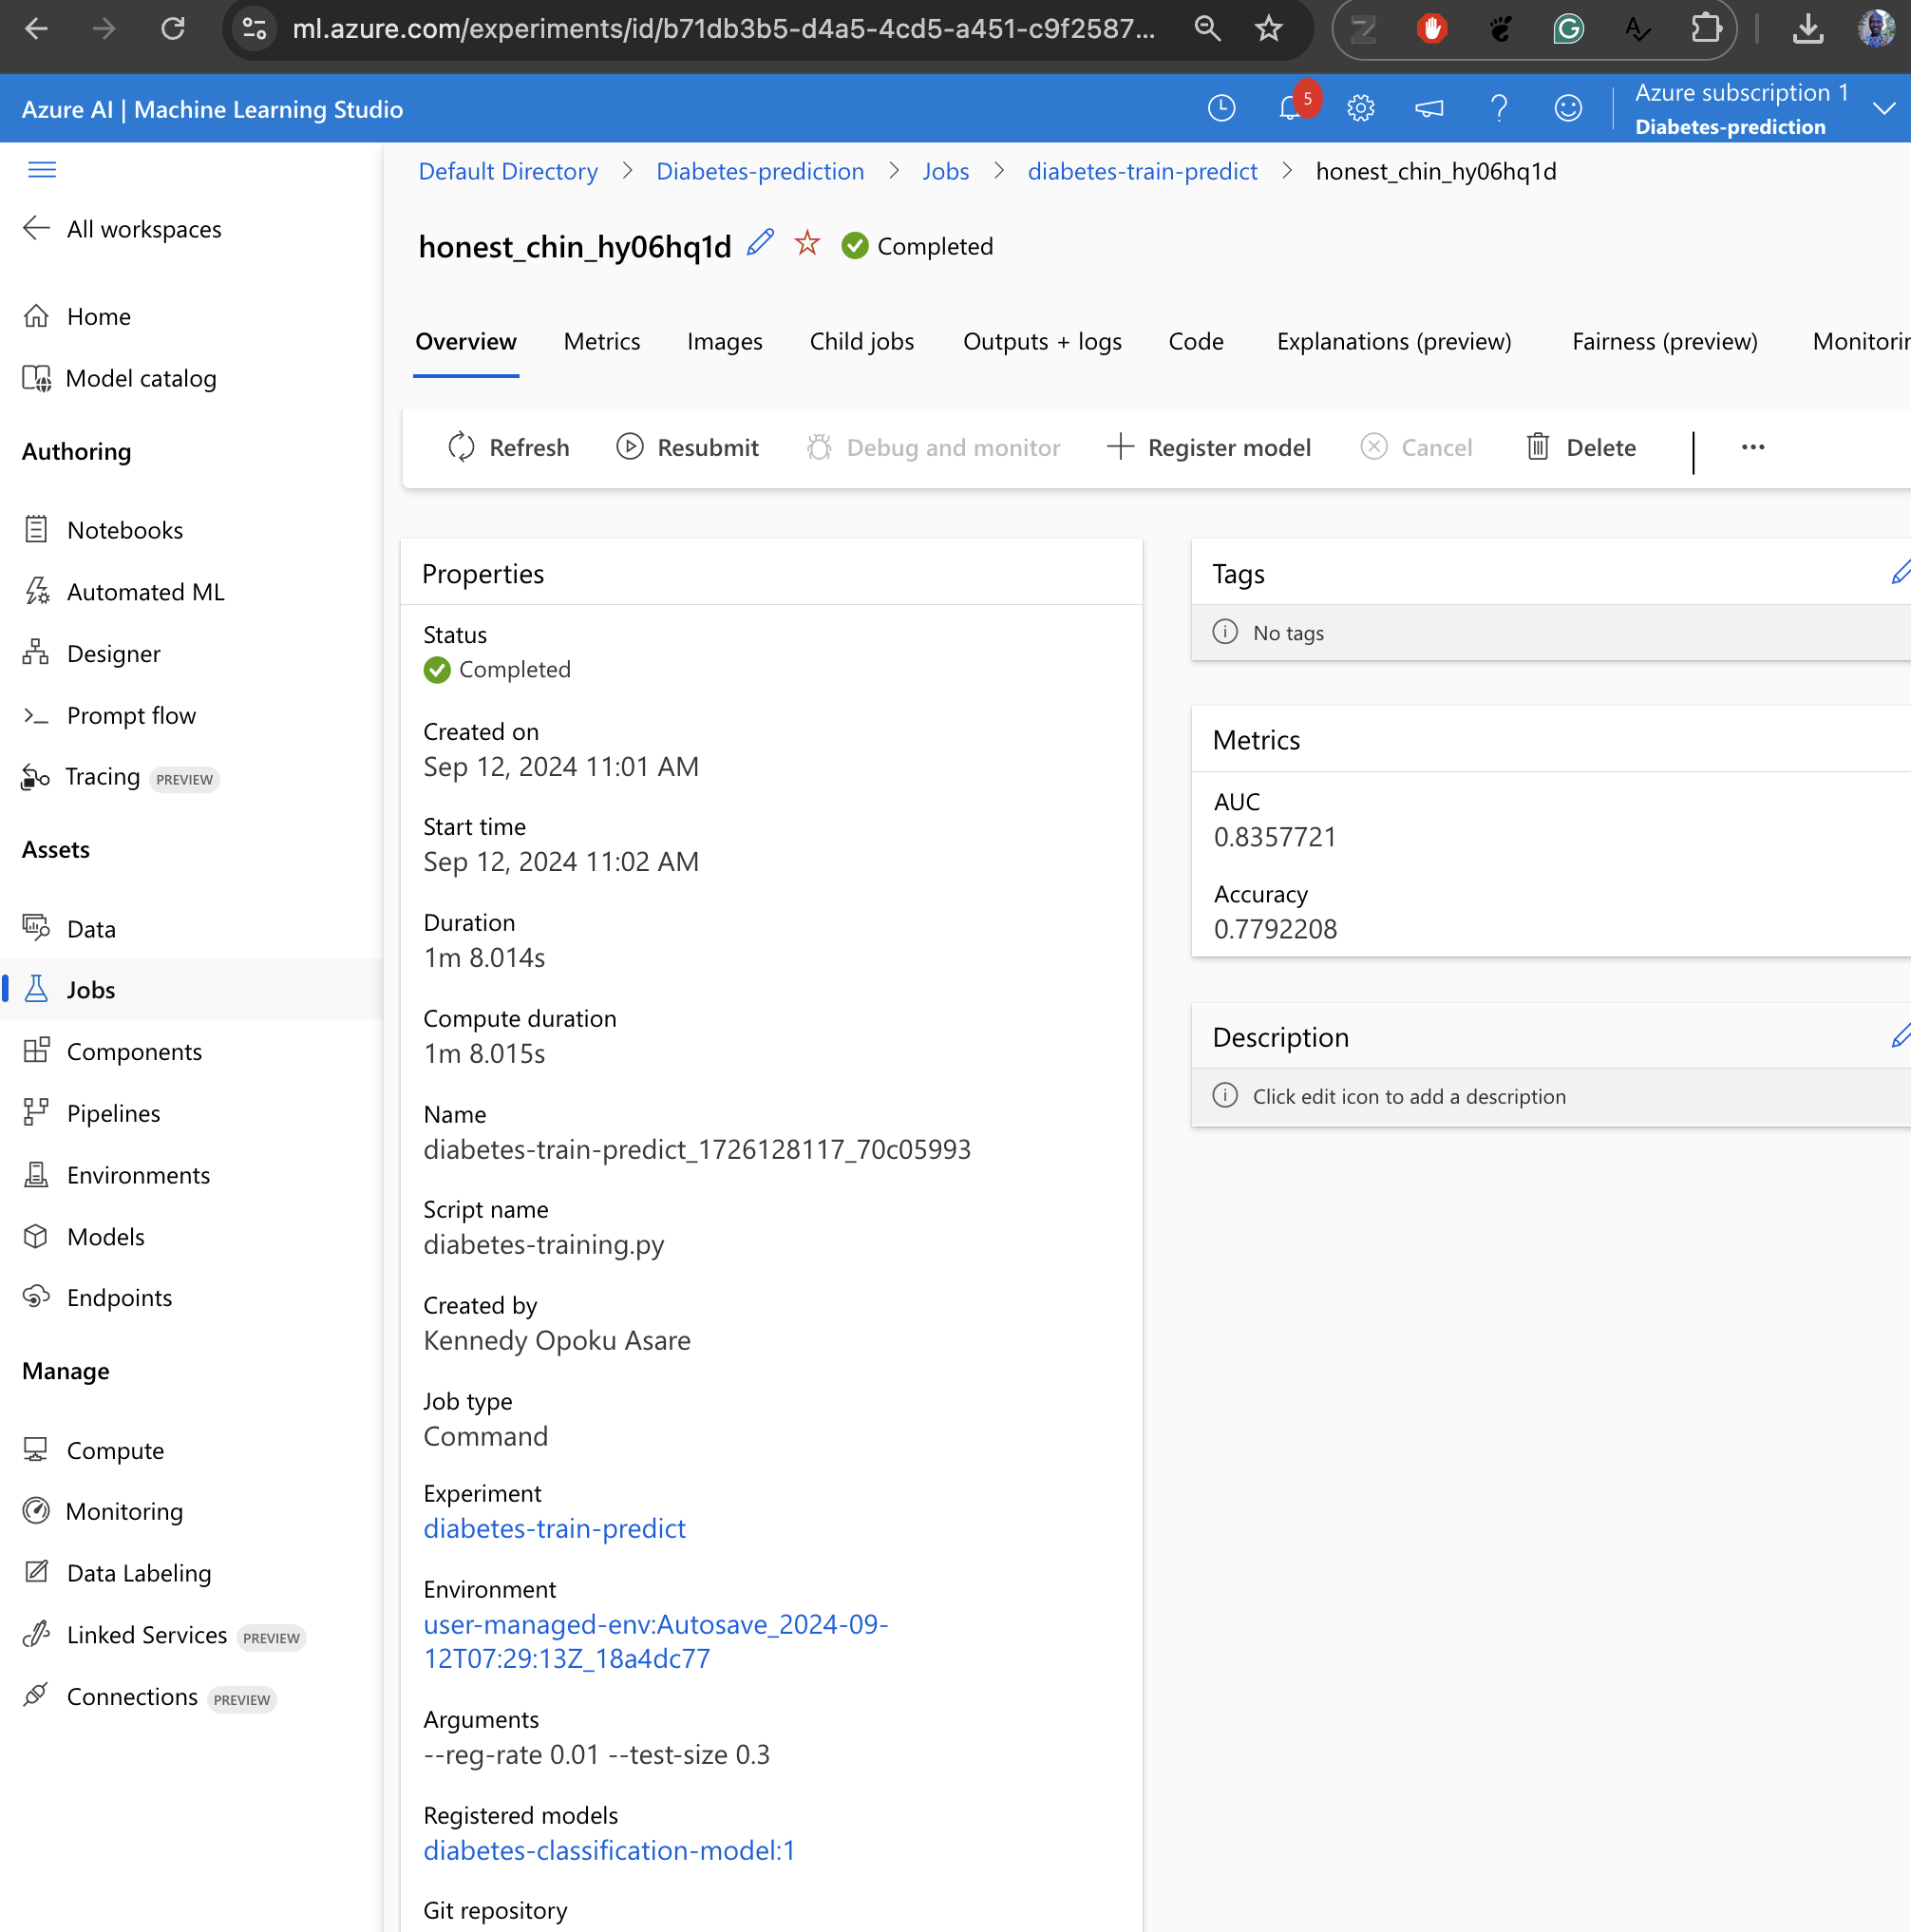 ml.azure.com/experiments/id/b71db3b5-d4a5-4cd5-a451-c9f2587...
Azure AI | Machine Learning Studio
5
Azure subscription 1
Diabetes-prediction
Default Directory > Diabetes-prediction > Jobs > diabetes-train-predict > honest_chin_hy06hq1d
All workspaces
honest_chin_hy06hq1d Completed
Home
Model catalog
Authoring
Notebooks
Automated ML
Designer
Prompt flow
Tracing PREVIEW
Assets
Data
Jobs
Components
Pipelines
Environments
Models
Endpoints
Manage
Compute
Monitoring
Data Labeling
Linked Services PREVIEW
Connections PREVIEW
Overview Metrics Images Child jobs Outputs + logs Code Explanations (preview) Fairness (preview) Monitorin
Refresh Resubmit Debug and monitor Register model Cancel Delete
Properties
Status
Completed
Created on
Sep 12, 2024 11:01 AM
Start time
Sep 12, 2024 11:02 AM
Duration
1m 8.014s
Compute duration
1m 8.015s
Name
diabetes-train-predict_1726128117_70c05993
Script name
diabetes-training.py
Created by
Kennedy Opoku Asare
Job type
Command
Experiment
diabetes-train-predict
Environment
user-managed-env:Autosave_2024-09-
12T07:29:13Z_18a4dc77
Arguments
--reg-rate 0.01 --test-size 0.3
Registered models
diabetes-classification-model:1
Git repository
Tags
No tags
Metrics
AUC
0.8357721
Accuracy
0.7792208
Description
Click edit icon to add a description